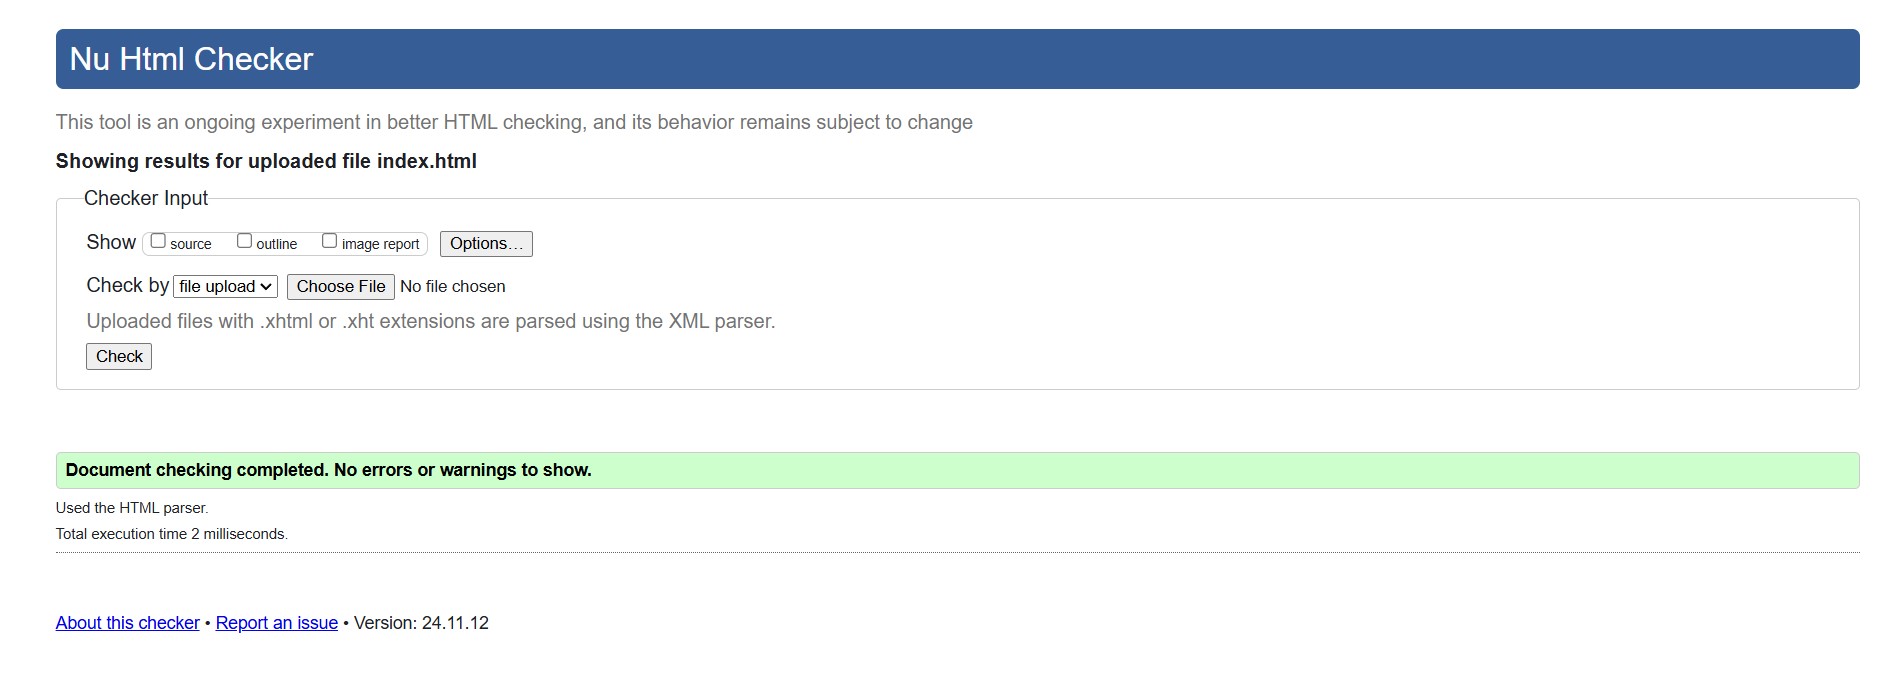 Nu Html Checker
This tool is an ongoing experiment in better HTML checking, and its behavior remains subject to change
Showing results for uploaded file index.html
Checker Input
Show source outline image report Options...
Check by file upload Choose File No file chosen
Uploaded files with .xhtml or .xht extensions are parsed using the XML parser.
Check
Document checking completed. No errors or warnings to show.
Used the HTML parser.
Total execution time 2 milliseconds.
About this checker • Report an issue • Version: 24.11.12